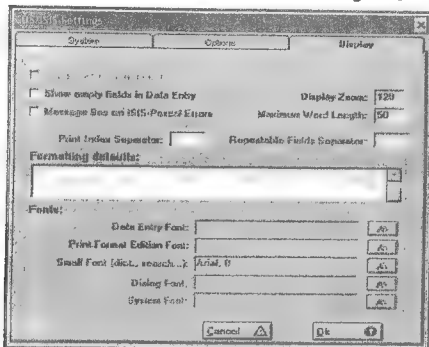 Settings
System Options Display
Show empty fields in Data Entry
Display Zoom: 120
Message Box on ISIS-Pascal Errors
Maximum Word Length: 50
Print Index Separator:
Repeatable Fields Separator:
Formatting defaults:
Fonts:
Data Entry Font:
Print Format Edition Font:
Small Font (dict., search...): Arial, 8
Dialog Font:
System Font:
Cancel Ok